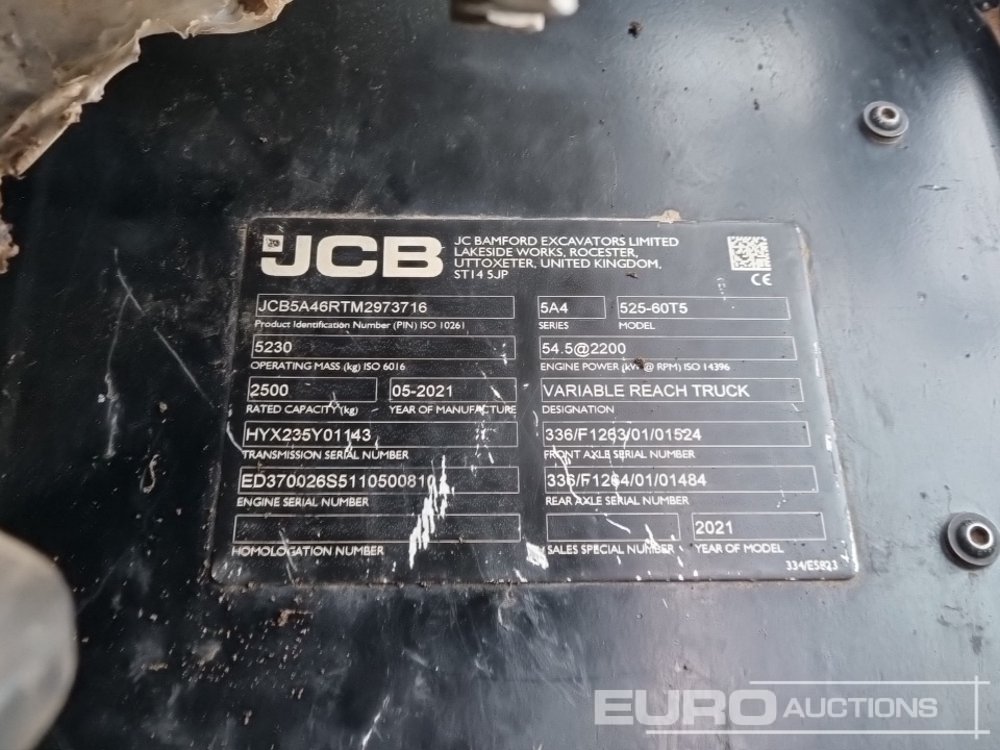 JCB
JC BAMFORD EXCAVATORS LIMITED
LAKESIDE WORKS, ROCESTER,
UTTOXETER, UNITED KINGDOM,
ST14 5JP
CE
JCB5A46RTM2973716
Product Identification Number (PIN) ISO 10261
5A4
SERIES
525-60T5
MODEL
5230
OPERATING MASS (kg) ISO 6016
54.5@2200
ENGINE POWER (kW @ RPM) ISO 14396
2500
RATED CAPACITY (kg)
05-2021
YEAR OF MANUFACTURE
VARIABLE REACH TRUCK
DESIGNATION
HYX235Y01143
TRANSMISSION SERIAL NUMBER
336/F1263/01/01524
FRONT AXLE SERIAL NUMBER
ENGINE SERIAL NUMBER
336/F1264/01/01484
REAR AXLE SERIAL NUMBER
HOMOLOGATION NUMBER
SALES SPECIAL NUMBER
2021
YEAR OF MODEL
334/E5823
EURO AUCTIONS